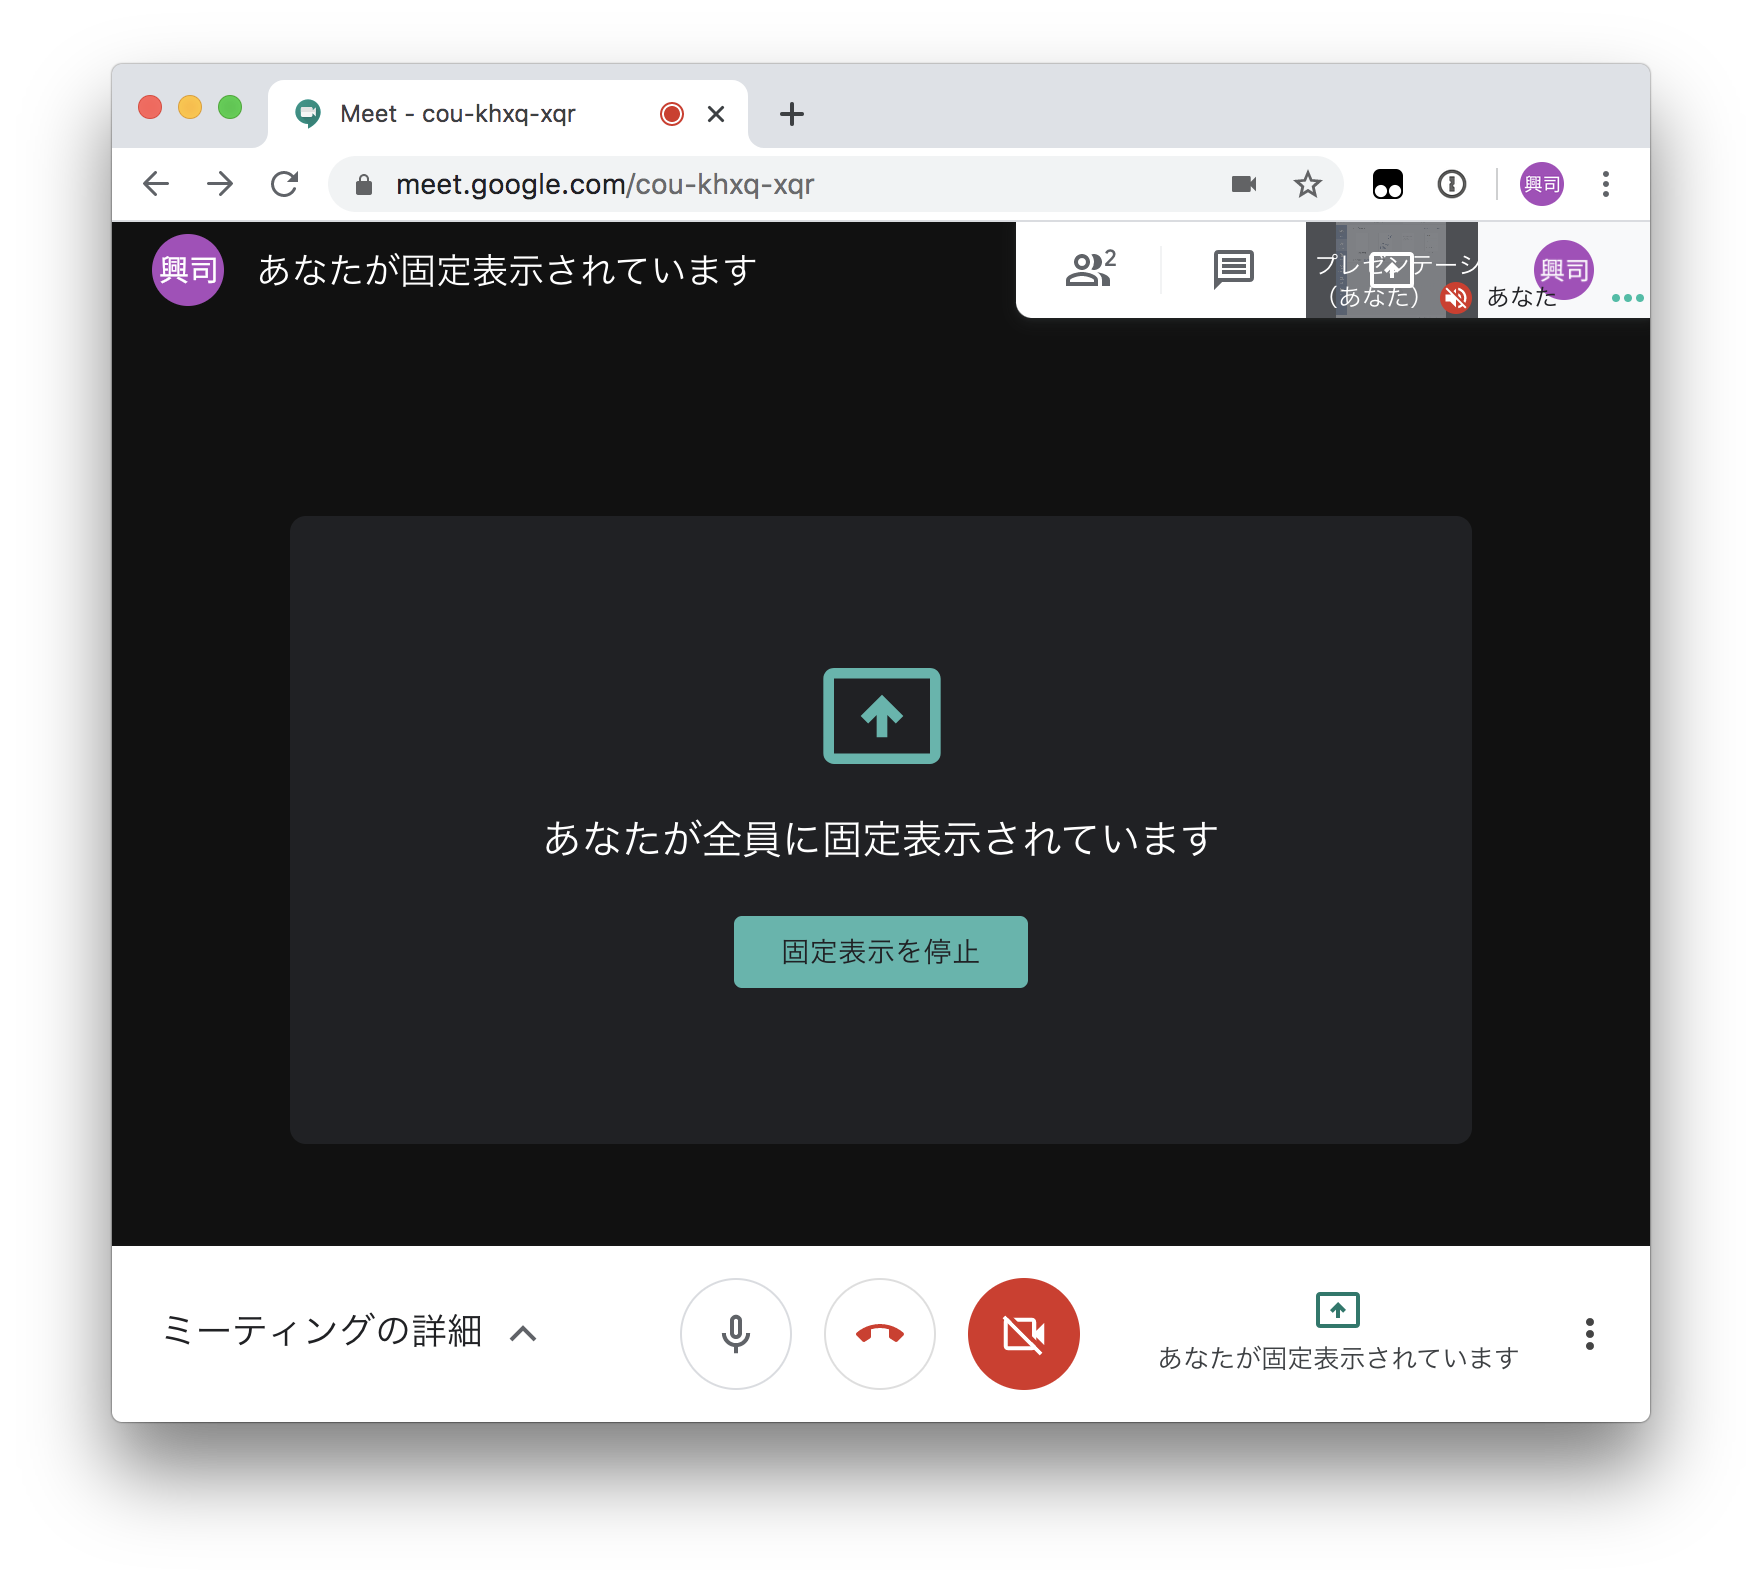 Meet - cou-khxq-xqr
meet.google.com/cou-khxq-xqr
興司
興司 あなたが固定表示されています
2
プレゼンテーシ
（あなた）
興司
あなた
あなたが全員に固定表示されています
固定表示を停止
ミーティングの詳細
あなたが固定表示されています